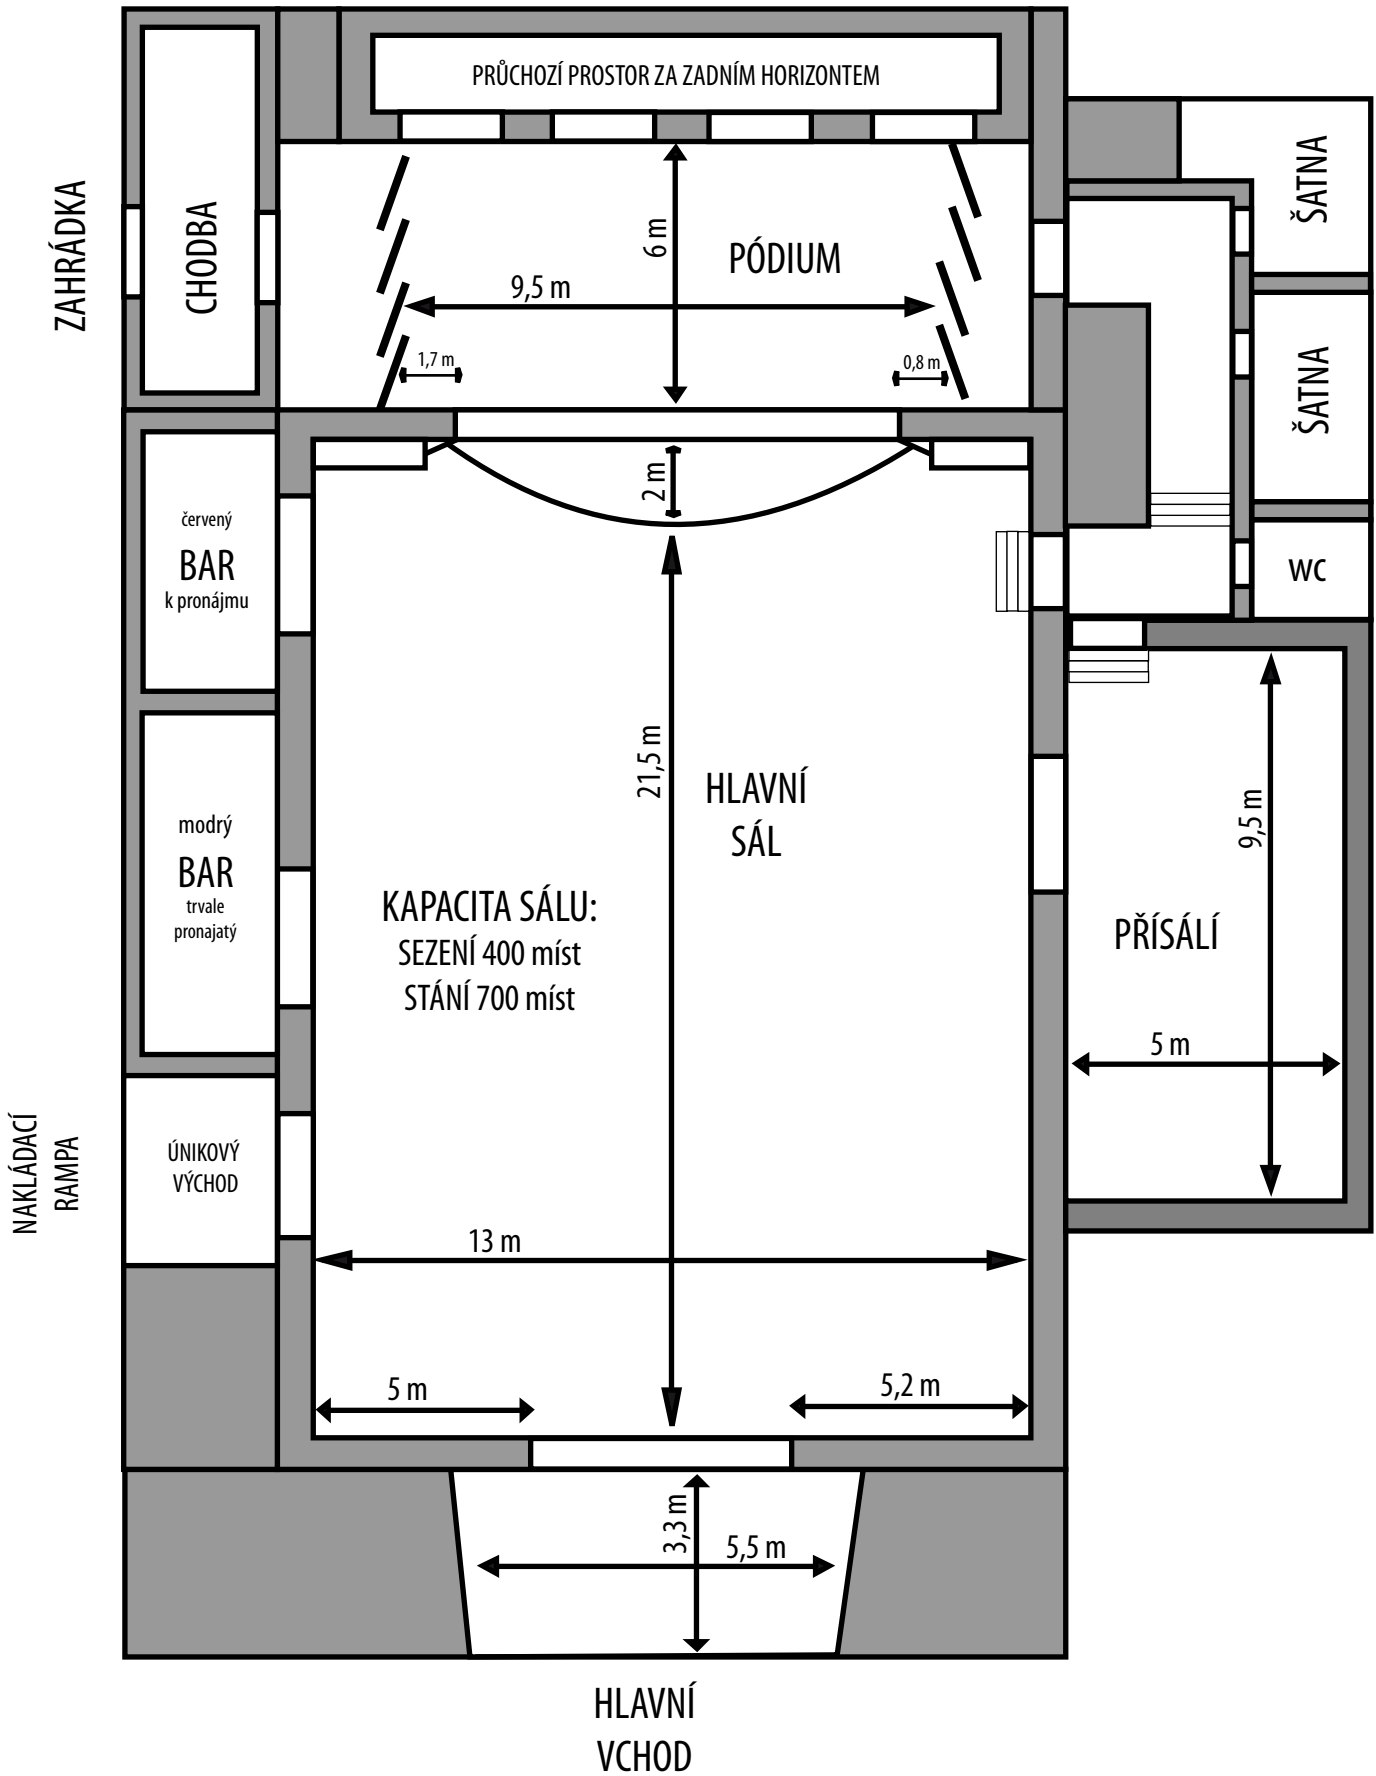 PRŮCHOZÍ PROSTOR ZA ZADNÍM HORIZONTEM
ZAHRÁDKA
CHODBA
6 m
PÓDIUM
9,5 m
1,7 m
0,8 m
ŠATNA
ŠATNA
WC
2 m
červený
BAR
k pronájmu
modrý
BAR
trvale
pronajatý
21,5 m
HLAVNÍ
SÁL
KAPACITA SÁLU:
SEZENÍ 400 míst
STÁNÍ 700 míst
9,5 m
PŘÍSÁLÍ
5 m
NAKLÁDACÍ
RAMPA
ÚNIKOVÝ
VÝCHOD
13 m
5 m
5,2 m
3,3 m
5,5 m
HLAVNÍ
VCHOD